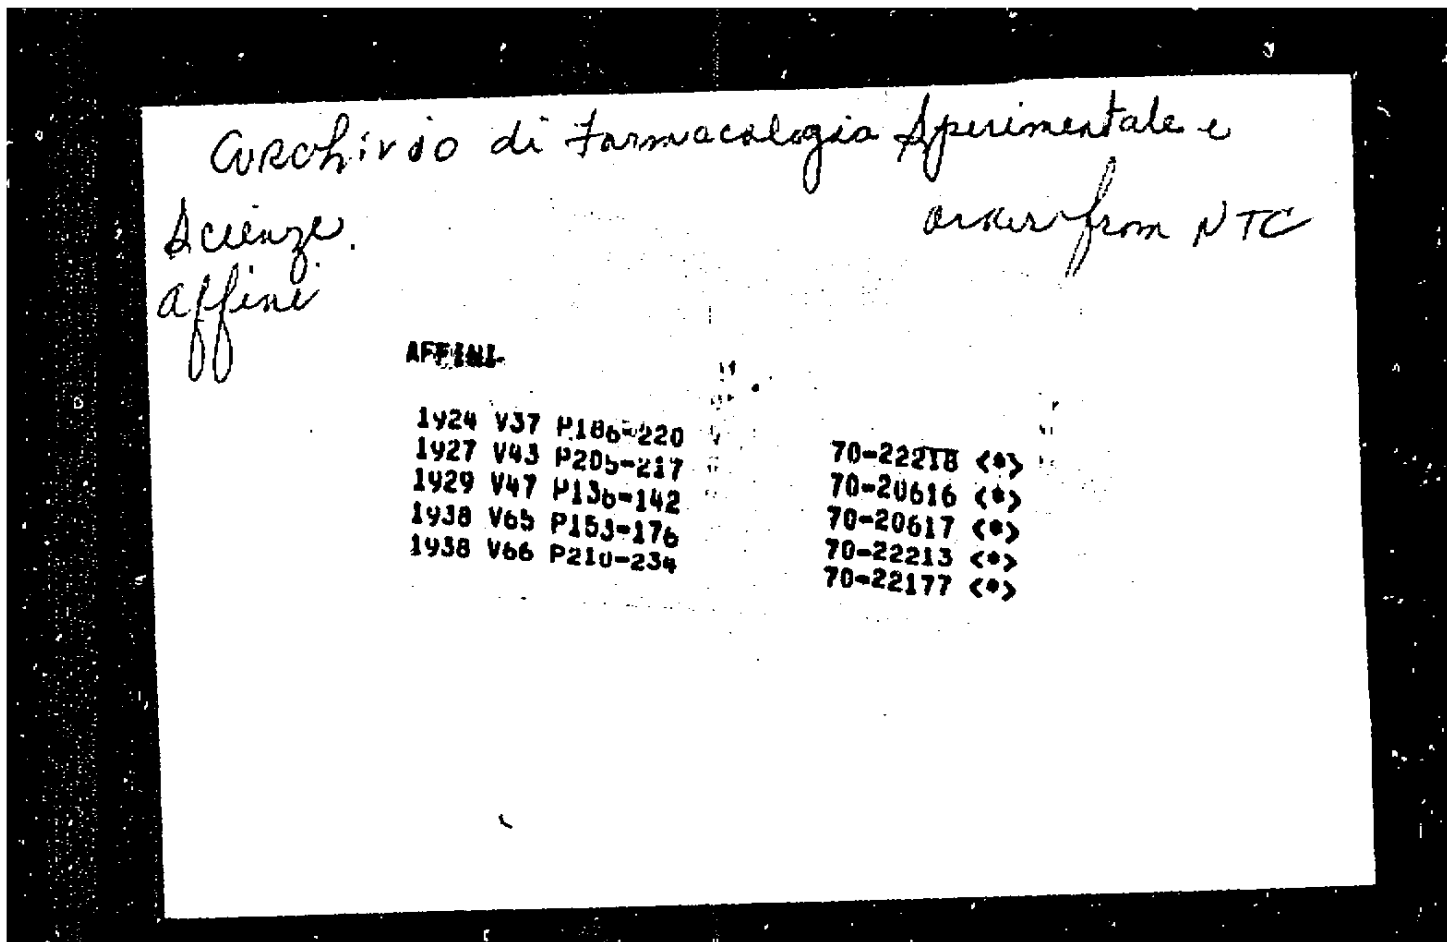 Archivio di Farmacologia Sperimentale e
Scienze. order from NTC
affini
AFFINI
1924 V37 P186-220 70-22218 <*>
1927 V43 P205-217 70-20616 <*>
1929 V47 P136-142 70-20617 <*>
1938 V65 P153-176 70-22213 <*>
1938 V66 P210-234 70-22177 <*>